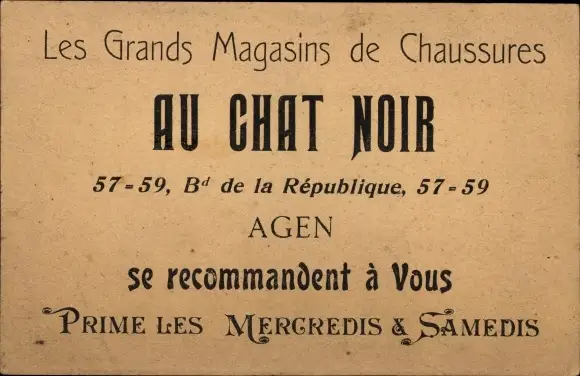 Les Grands Magasins de Chaussures
AU CHAT NOIR
57=59, Bd de la République, 57=59
AGEN
se recommandent à Vous
PRIME LES MERCREDIS & SAMEDIS